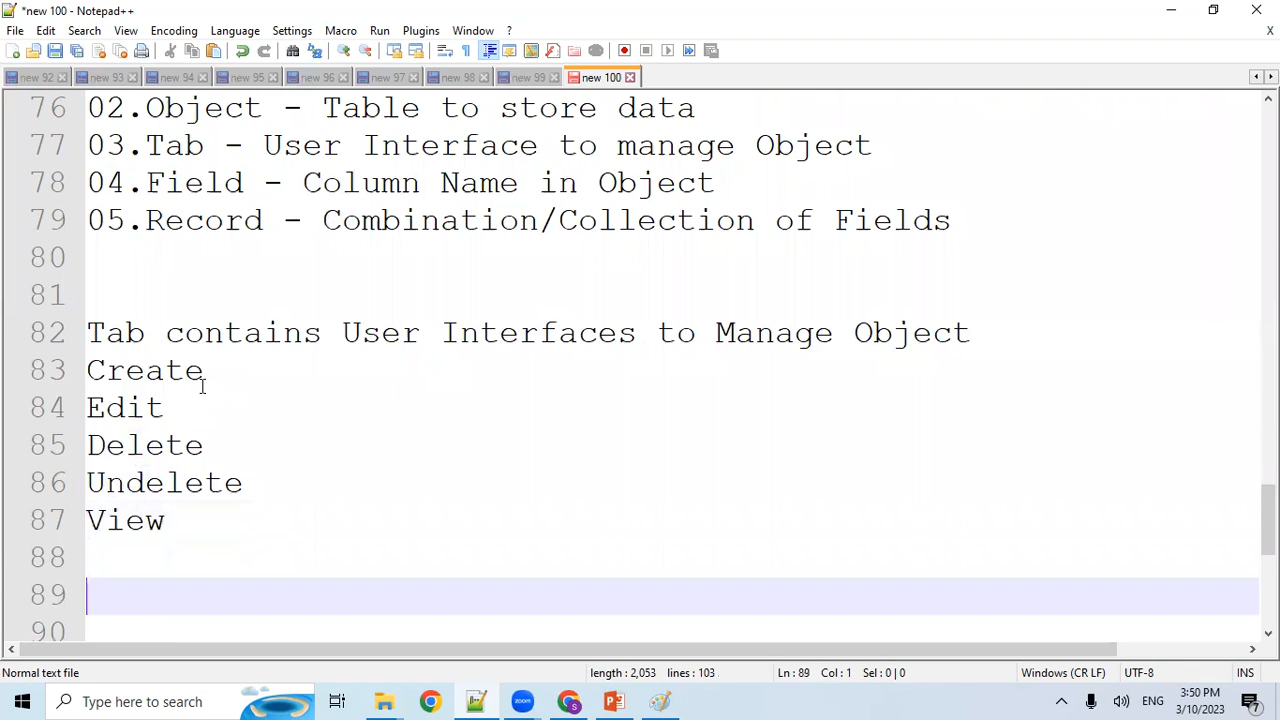 *new 100 - Notepad++
File Edit Search View Encoding Language Settings Macro Run Plugins Window ? X
new 92 new 93 new 94 new 95 new 96 new 97 new 98 new 99 new 100
76 02.Object - Table to store data
77 03.Tab - User Interface to manage Object
78 04.Field - Column Name in Object
79 05.Record - Combination/Collection of Fields
80
81
82 Tab contains User Interfaces to Manage Object
83 Create
84 Edit
85 Delete
86 Undelete
87 View
88
89
90
Normal text file length : 2,053 lines : 103 Ln : 89 Col : 1 Sel : 0 | 0 Windows (CR LF) UTF-8 INS
Type here to search zoom ENG 3:50 PM
3/10/2023 7